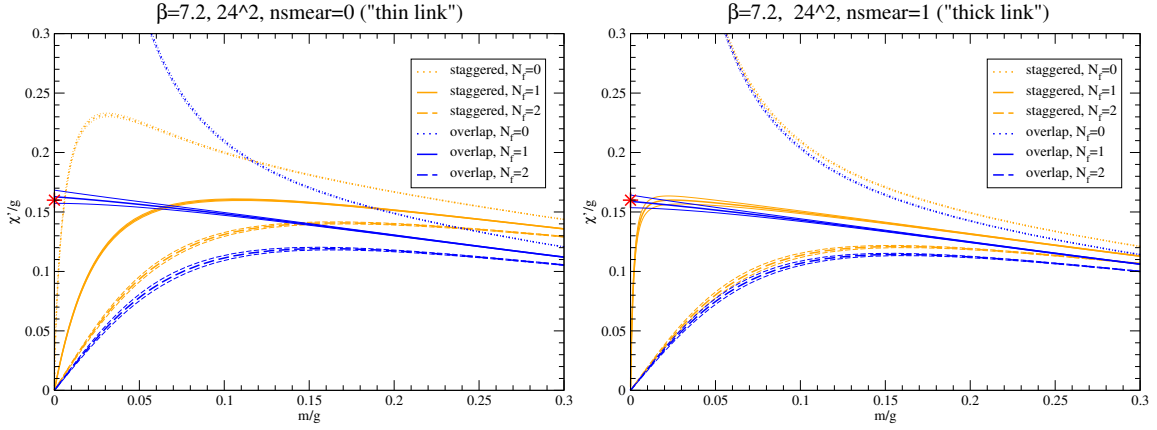 β=7.2, 24^2, nsmear=0 ("thin link")
0.3
0.25
0.2
0.15
0.1
0.05
0
χ'/g
staggered, N_f=0
staggered, N_f=1
staggered, N_f=2
overlap, N_f=0
overlap, N_f=1
overlap, N_f=2
0
0.05
0.1
0.15
0.2
0.25
0.3
m/g
β=7.2, 24^2, nsmear=1 ("thick link")
0.3
0.25
0.2
0.15
0.1
0.05
0
χ'/g
staggered, N_f=0
staggered, N_f=1
staggered, N_f=2
overlap, N_f=0
overlap, N_f=1
overlap, N_f=2
0
0.05
0.1
0.15
0.2
0.25
0.3
m/g